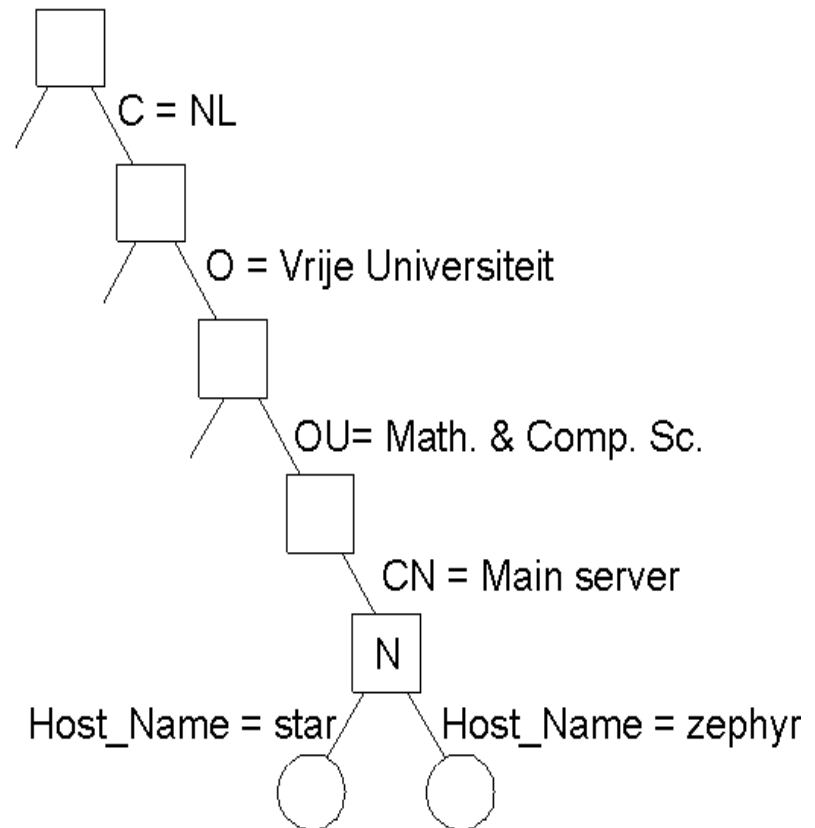 C = NL
O = Vrije Universiteit
OU= Math. & Comp. Sc.
CN = Main server
N
Host_Name = star
Host_Name = zephyr